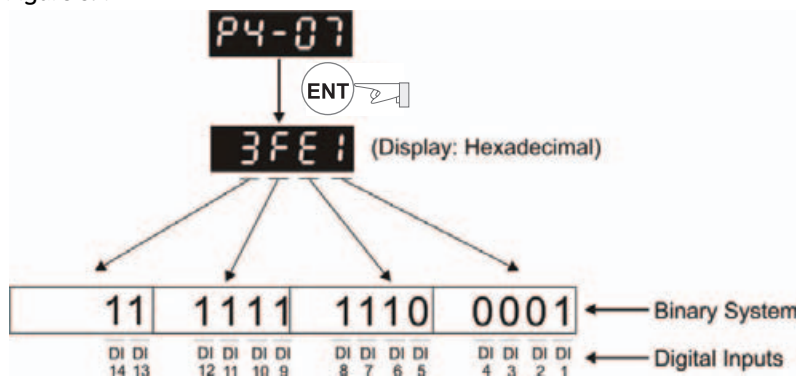 P4-07
ENT
3FE1 (Display: Hexadecimal)
11 1111 1110 0001 Binary System
DI DI DI DI DI DI DI DI DI DI DI DI DI DI Digital Inputs
14 13 12 11 10 9 8 7 6 5 4 3 2 1